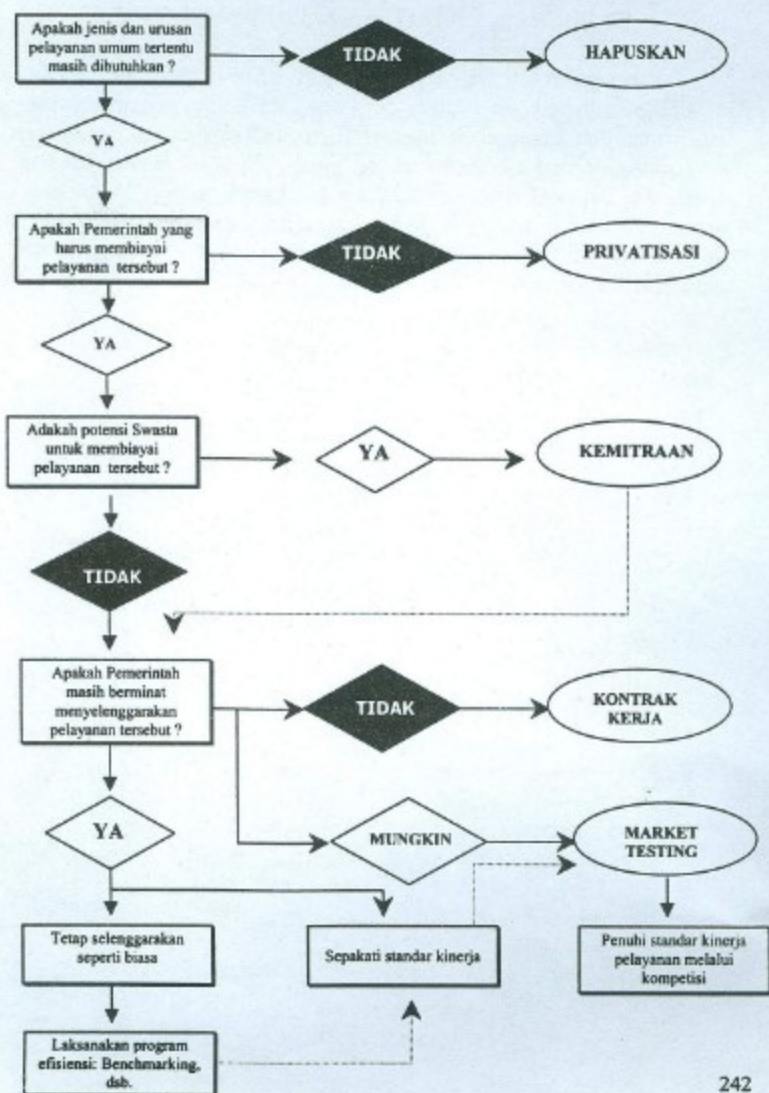 Apakah jenis dan urusan
pelayanan umum tertentu
masih dibutuhkan ?
TIDAK
HAPUSKAN
YA
Apakah Pemerintah yang
harus membiayai
pelayanan tersebut ?
TIDAK
PRIVATISASI
YA
Adakah potensi Swasta
untuk membiayai
pelayanan tersebut ?
YA
KEMITRAAN
TIDAK
Apakah Pemerintah
masih berminat
menyelenggarakan
pelayanan tersebut ?
TIDAK
KONTRAK
KERJA
YA
MUNGKIN
MARKET
TESTING
Tetap selenggarakan
seperti biasa
Sepakati standar kinerja
Penuhi standar kinerja
pelayanan melalui
kompetisi
Laksanakan program
efisiensi: Benchmarking,
dsb.
242